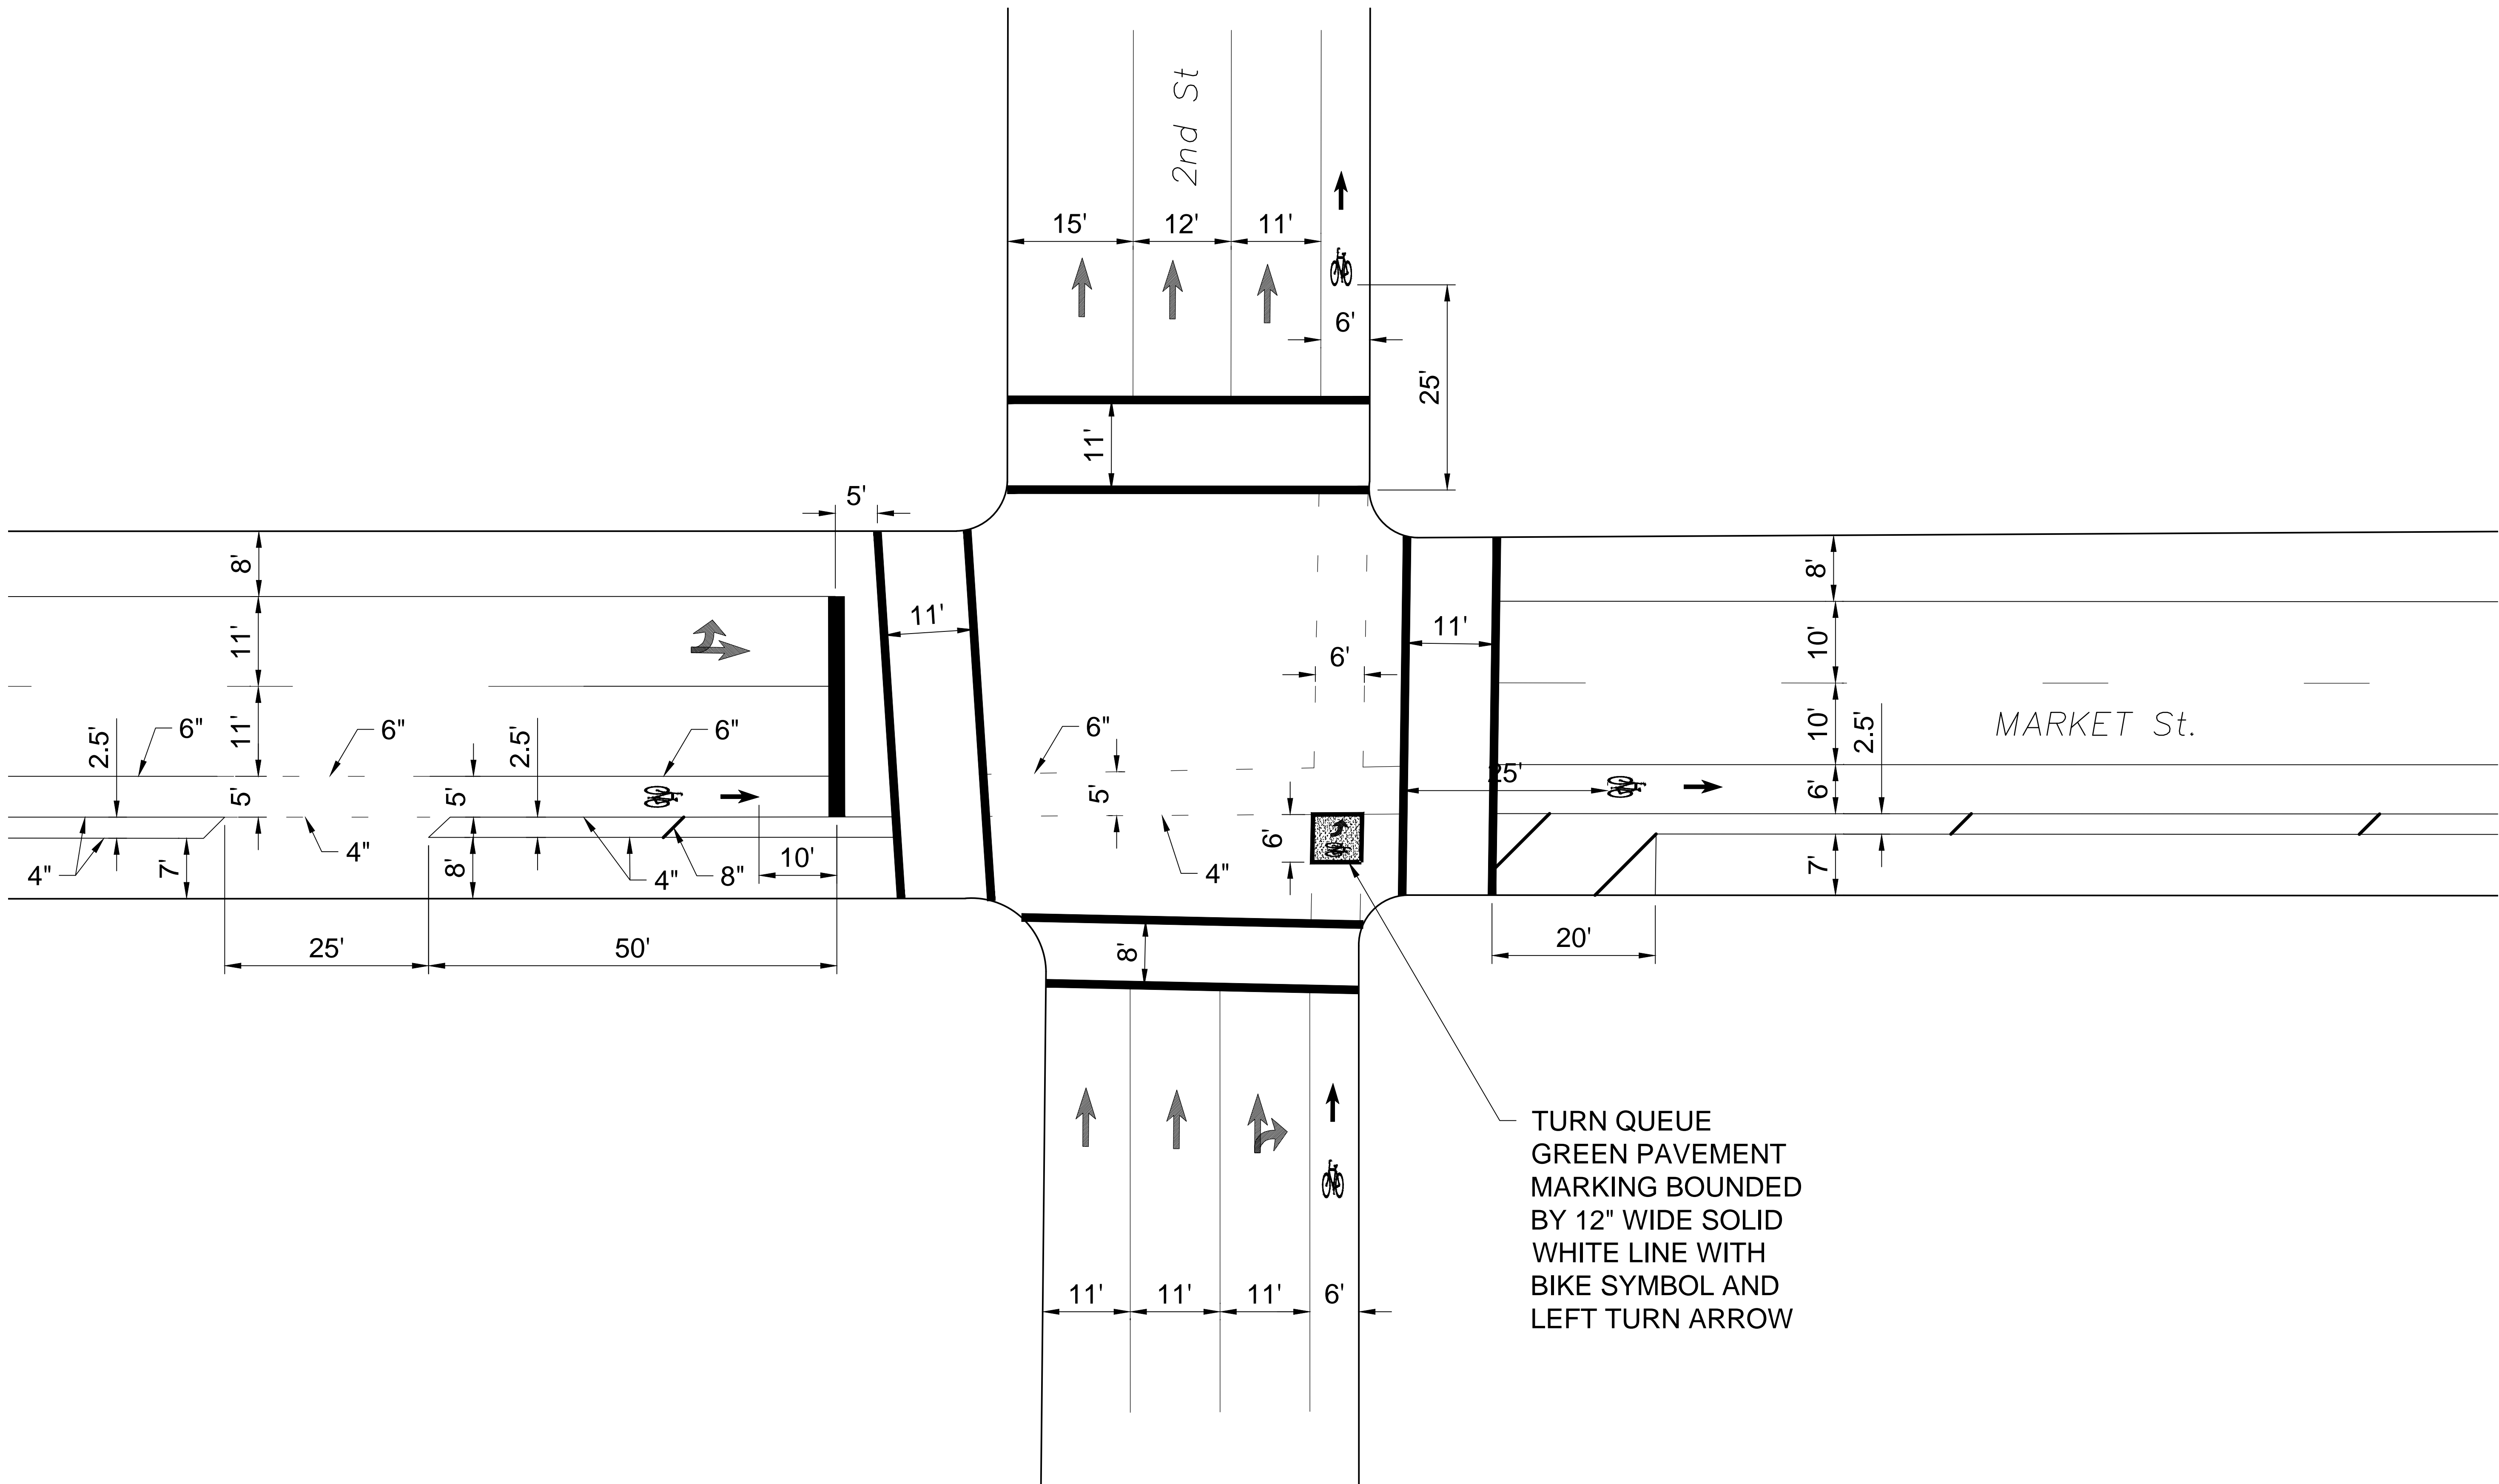 2nd St
15' 12' 11'
6'
25'
11'
5'
8'
11'
11'
6'
11'
11'
8'
10'
10'
MARKET St.
6" 6" 6" 6"
2.5' 2.5' 2.5'
25'
5' 5' 5' 6'
4" 4" 4" 8" 10' 4"
6'
7' 8' 7'
25' 50' 8' 20'
TURN QUEUE
GREEN PAVEMENT
MARKING BOUNDED
BY 12" WIDE SOLID
WHITE LINE WITH
BIKE SYMBOL AND
LEFT TURN ARROW
11' 11' 11' 6'